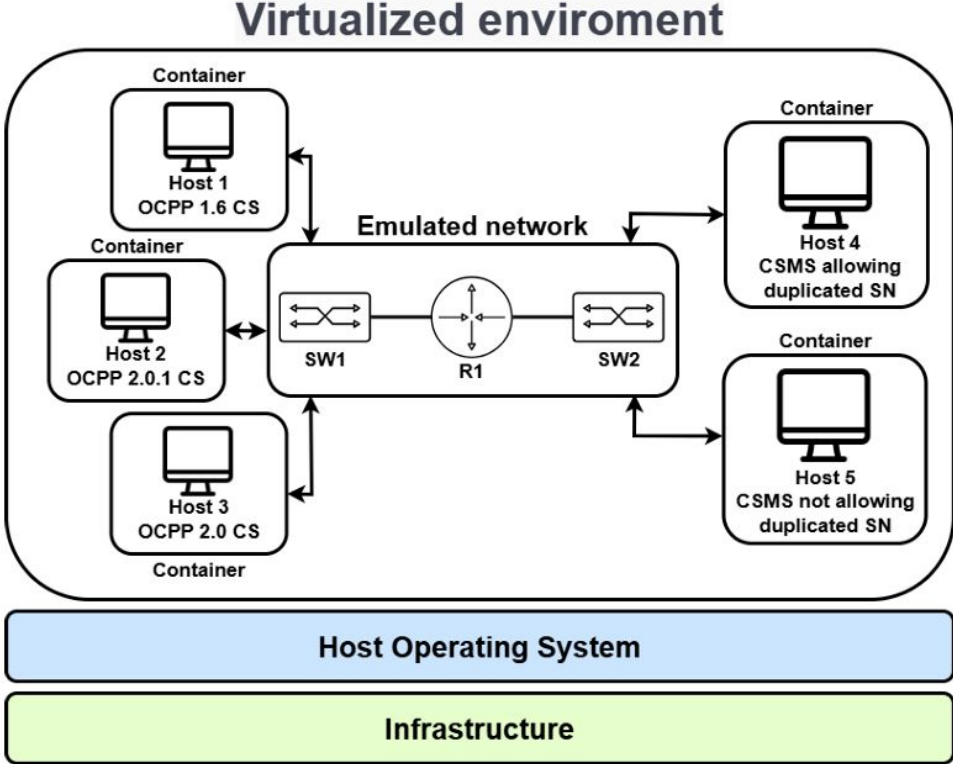 Virtualized enviroment
Container
Host 1
OCPP 1.6 CS
Container
Host 2
OCPP 2.0.1 CS
Host 3
OCPP 2.0 CS
Container
Emulated network
SW1
R1
SW2
Container
Host 4
CSMS allowing
duplicated SN
Container
Host 5
CSMS not allowing
duplicated SN
Host Operating System
Infrastructure